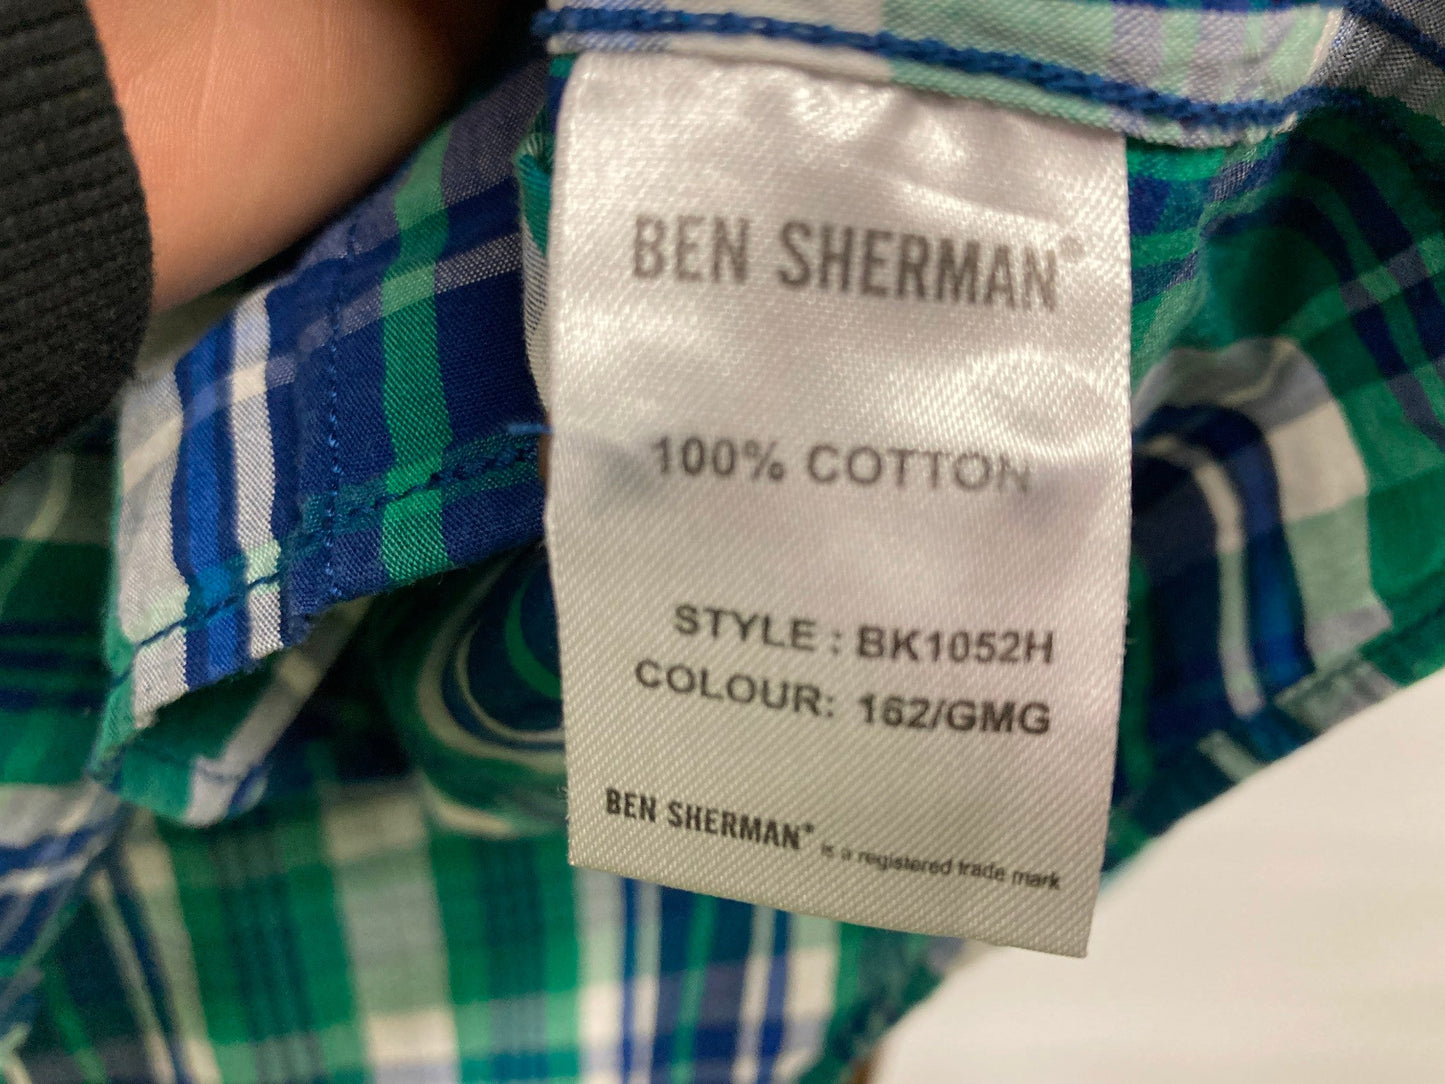 BEN SHERMAN®
100% COTTON
STYLE : BK1052H
COLOUR: 162/GMG
BEN SHERMAN® is a registered trade mark